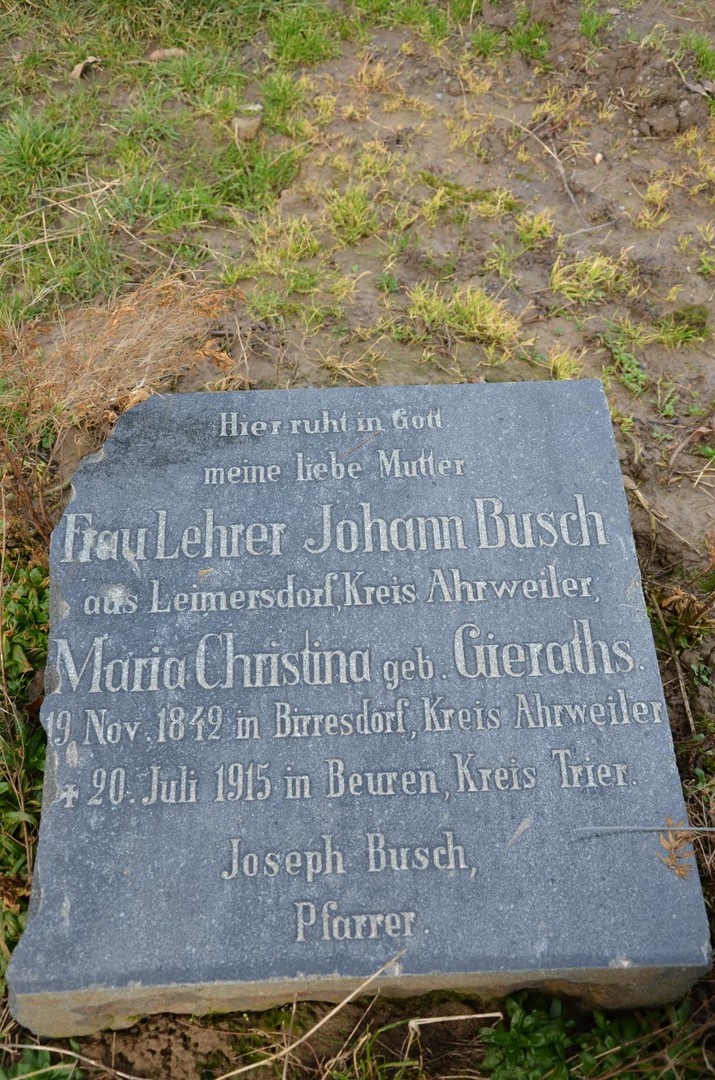 Hier ruht in Gott
meine liebe Mutter
Frau Lehrer Johann Busch
aus Leimersdorf, Kreis Ahrweiler,
Maria Christina geb. Gieraths.
19. Nov. 1842 in Birresdorf, Kreis Ahrweiler
✝ 20. Juli 1915 in Beuren, Kreis Trier.
Joseph Busch,
Pfarrer.